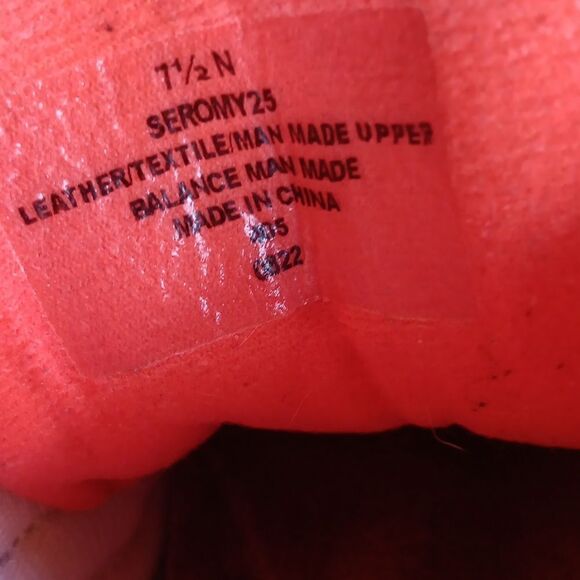 7½ N
SEROMY25
LEATHER/TEXTILE/MAN MADE UPPER
BALANCE MAN MADE
MADE IN CHINA